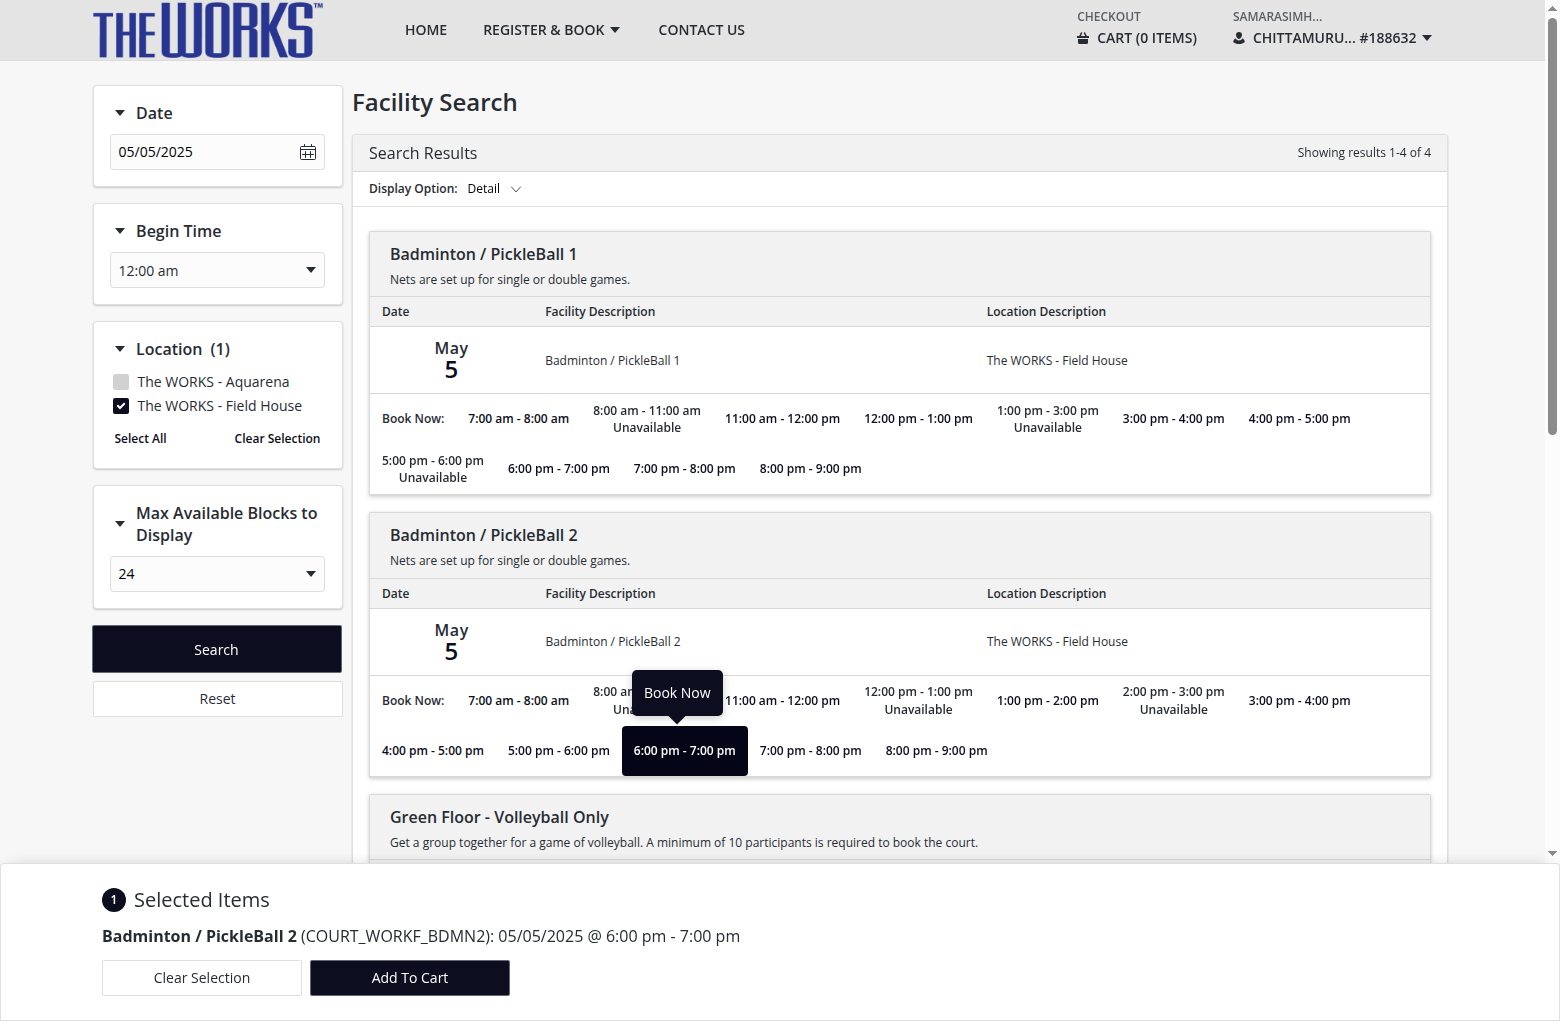 THE WORKS™
HOME
REGISTER & BOOK
CONTACT US
CHECKOUT
CART (0 ITEMS)
SAMARASIMH...
CHITTAMURU... #188632
Date
05/05/2025
Begin Time
12:00 am
Location (1)
The WORKS - Aquarena
The WORKS - Field House
Select All Clear Selection
Max Available Blocks to
Display
24
Search
Reset
Facility Search
Search Results Showing results 1-4 of 4
Display Option: Detail
Badminton / PickleBall 1
Nets are set up for single or double games.
Date Facility Description Location Description
May
5
Badminton / PickleBall 1 The WORKS - Field House
Book Now: 7:00 am - 8:00 am 8:00 am - 11:00 am Unavailable 11:00 am - 12:00 pm 12:00 pm - 1:00 pm 1:00 pm - 3:00 pm Unavailable 3:00 pm - 4:00 pm 4:00 pm - 5:00 pm
5:00 pm - 6:00 pm Unavailable 6:00 pm - 7:00 pm 7:00 pm - 8:00 pm 8:00 pm - 9:00 pm
Badminton / PickleBall 2
Nets are set up for single or double games.
Date Facility Description Location Description
May
5
Badminton / PickleBall 2 The WORKS - Field House
Book Now
Book Now: 7:00 am - 8:00 am 8:00 11:00 am - 12:00 pm 12:00 pm - 1:00 pm Unavailable 1:00 pm - 2:00 pm 2:00 pm - 3:00 pm Unavailable 3:00 pm - 4:00 pm
4:00 pm - 5:00 pm 5:00 pm - 6:00 pm 6:00 pm - 7:00 pm 7:00 pm - 8:00 pm 8:00 pm - 9:00 pm
Green Floor - Volleyball Only
Get a group together for a game of volleyball. A minimum of 10 participants is required to book the court.
1 Selected Items
Badminton / PickleBall 2 (COURT_WORKF_BDMN2): 05/05/2025 @ 6:00 pm - 7:00 pm
Clear Selection Add To Cart